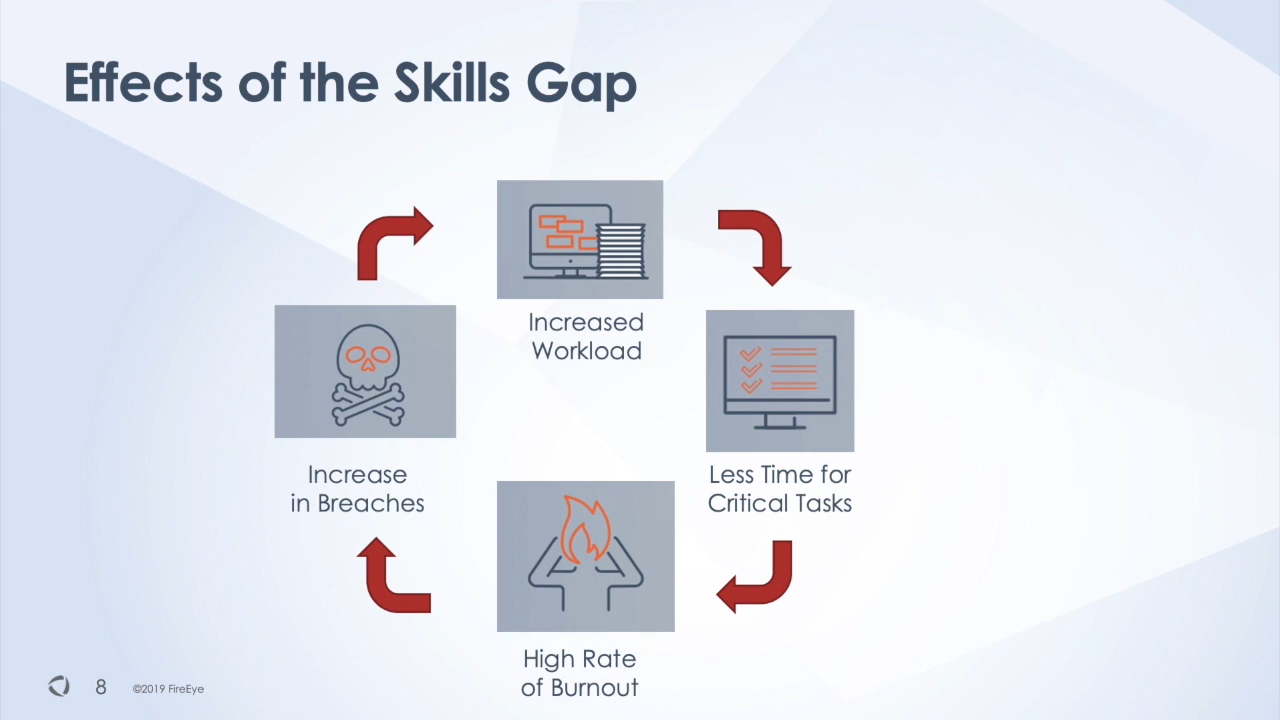 Effects of the Skills Gap
Increased
Workload
Less Time for
Critical Tasks
High Rate
of Burnout
Increase
in Breaches
8
©2019 FireEye